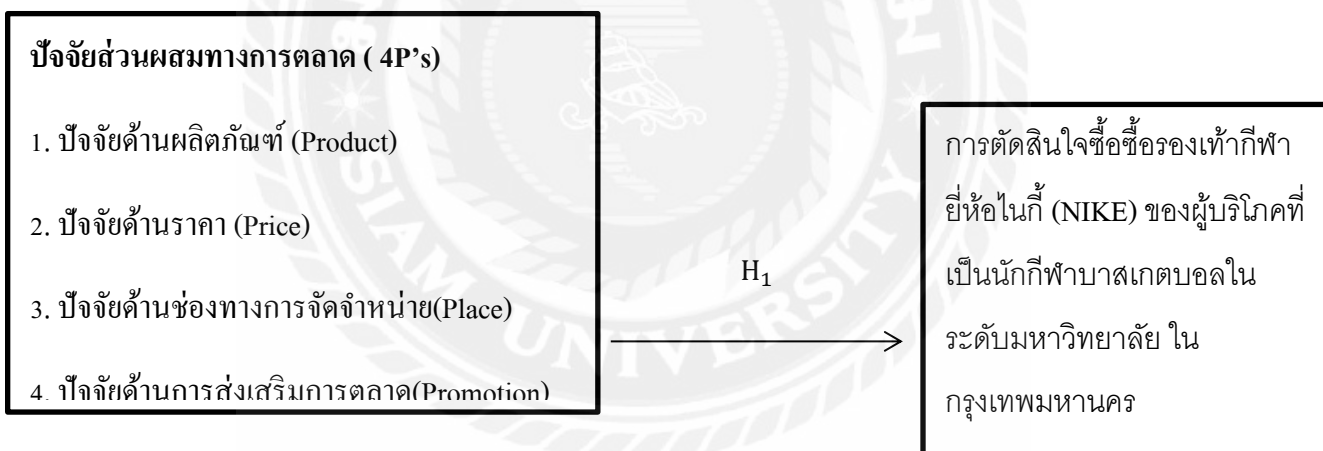 ปัจจัยส่วนผสมทางการตลาด ( 4P’s)
1. ปัจจัยด้านผลิตภัณฑ์ (Product)
2. ปัจจัยด้านราคา (Price)
3. ปัจจัยด้านช่องทางการจัดจำหน่าย(Place)
4. ปัจจัยด้านการส่งเสริมการตลาด(Promotion)
H₁
การตัดสินใจซื้อซื้อรองเท้ากีฬา
ยี่ห้อไนกี้ (NIKE) ของผู้บริโภคที่
เป็นนักกีฬาบาสเกตบอลใน
ระดับมหาวิทยาลัย ใน
กรุงเทพมหานคร
SIAM UNIVERSITY